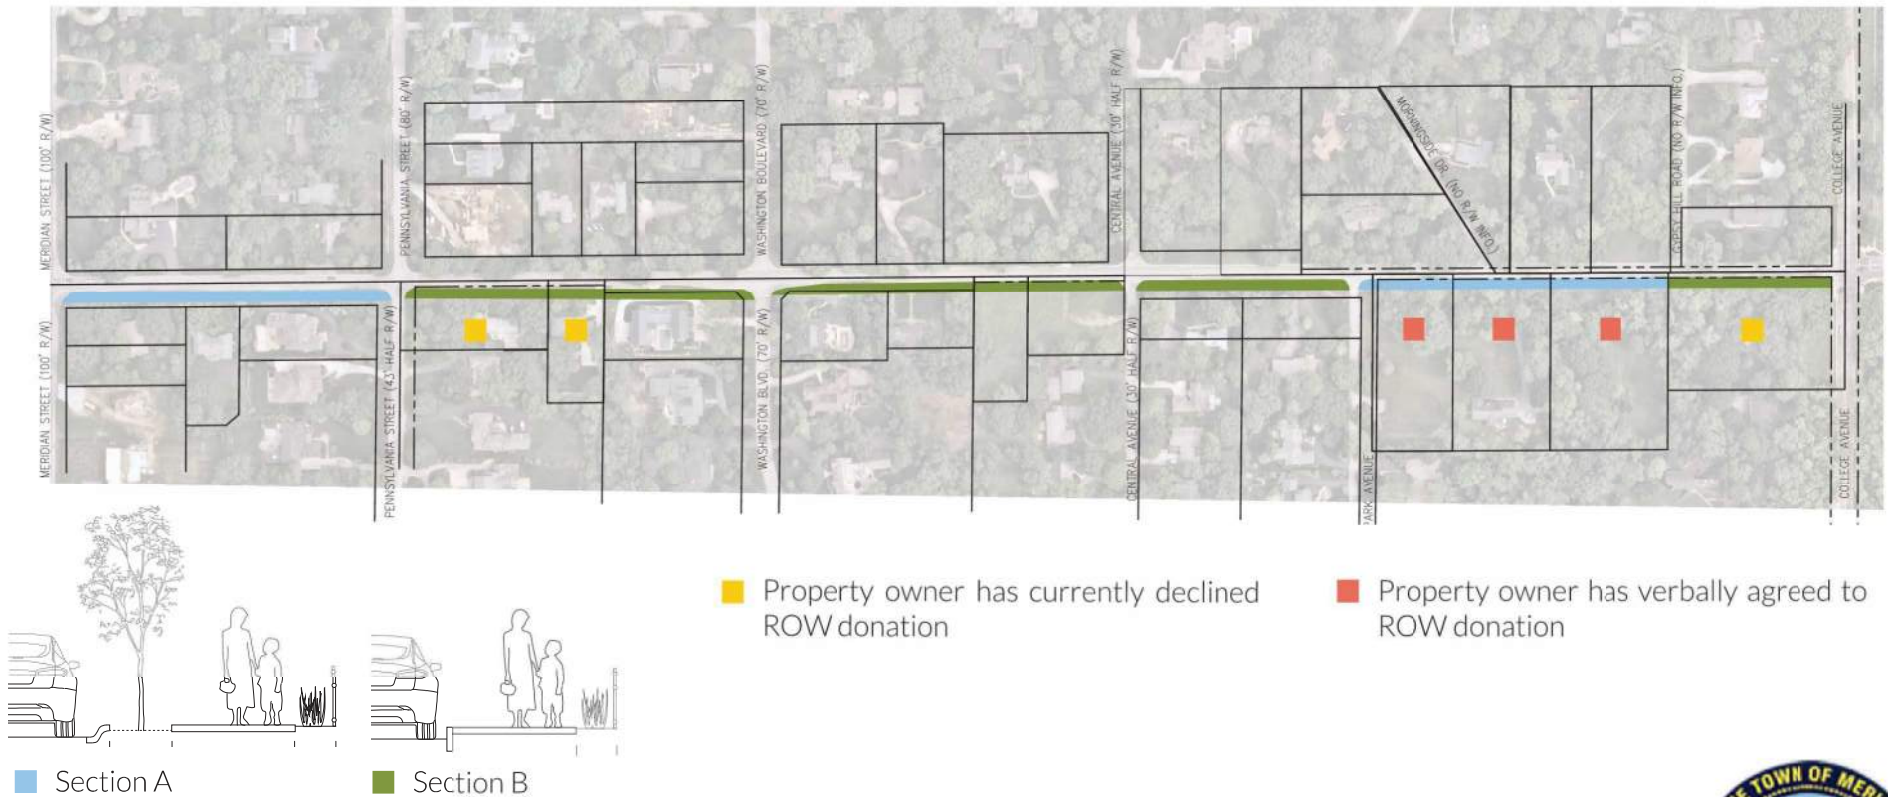 MERIDIAN STREET (100' R/W)
PENNSYLVANIA STREET (80' R/W)
WASHINGTON BOULEVARD (70' R/W)
CENTRAL AVENUE (30' HALF R/W)
MORNINGSIDE DR. (NO R/W INFO.)
GYPSY HILL ROAD (NO R/W INFO.)
COLLEGE AVENUE
MERIDIAN STREET (100' R/W)
PENNSYLVANIA STREET (43' HALF R/W)
WASHINGTON BLVD. (70' R/W)
CENTRAL AVENUE (30' HALF R/W)
PARK AVENUE
COLLEGE AVENUE
Property owner has currently declined
ROW donation
Property owner has verbally agreed to
ROW donation
Section A
Section B
TOWN OF MERI